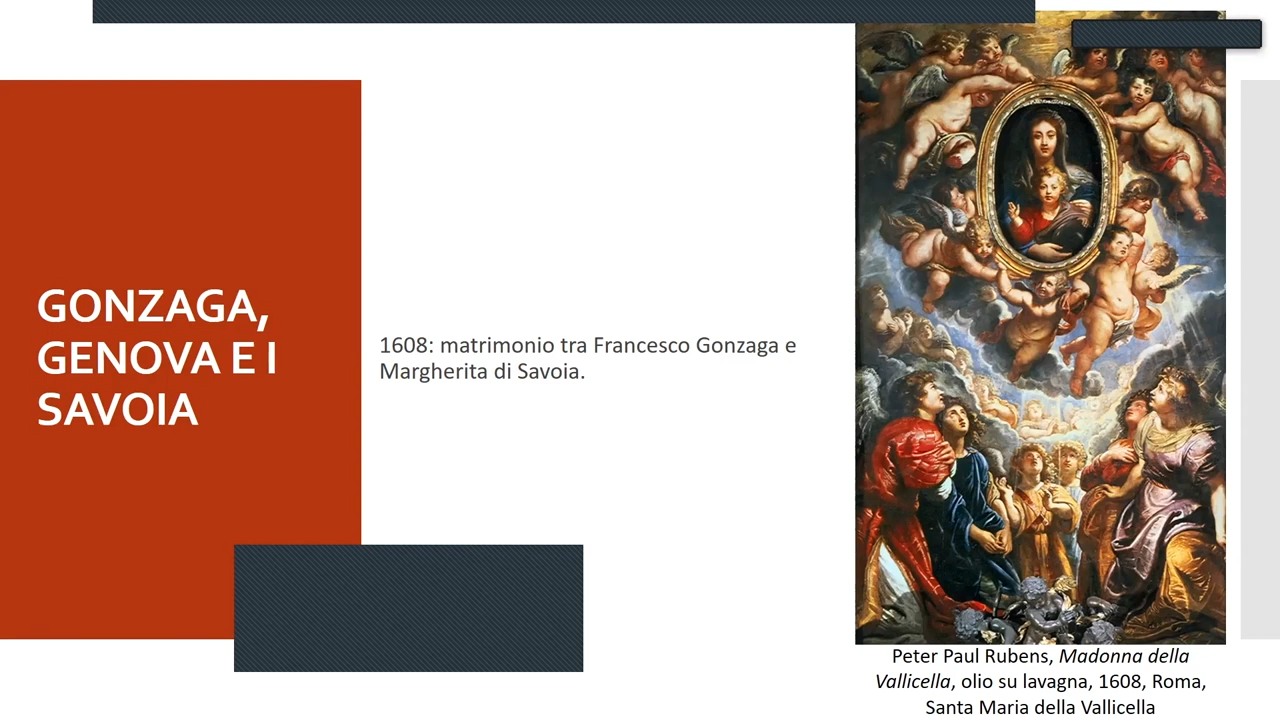 GONZAGA,
GENOVA E I
SAVOIA
1608: matrimonio tra Francesco Gonzaga e
Margherita di Savoia.
Peter Paul Rubens, Madonna della
Vallicella, olio su lavagna, 1608, Roma,
Santa Maria della Vallicella